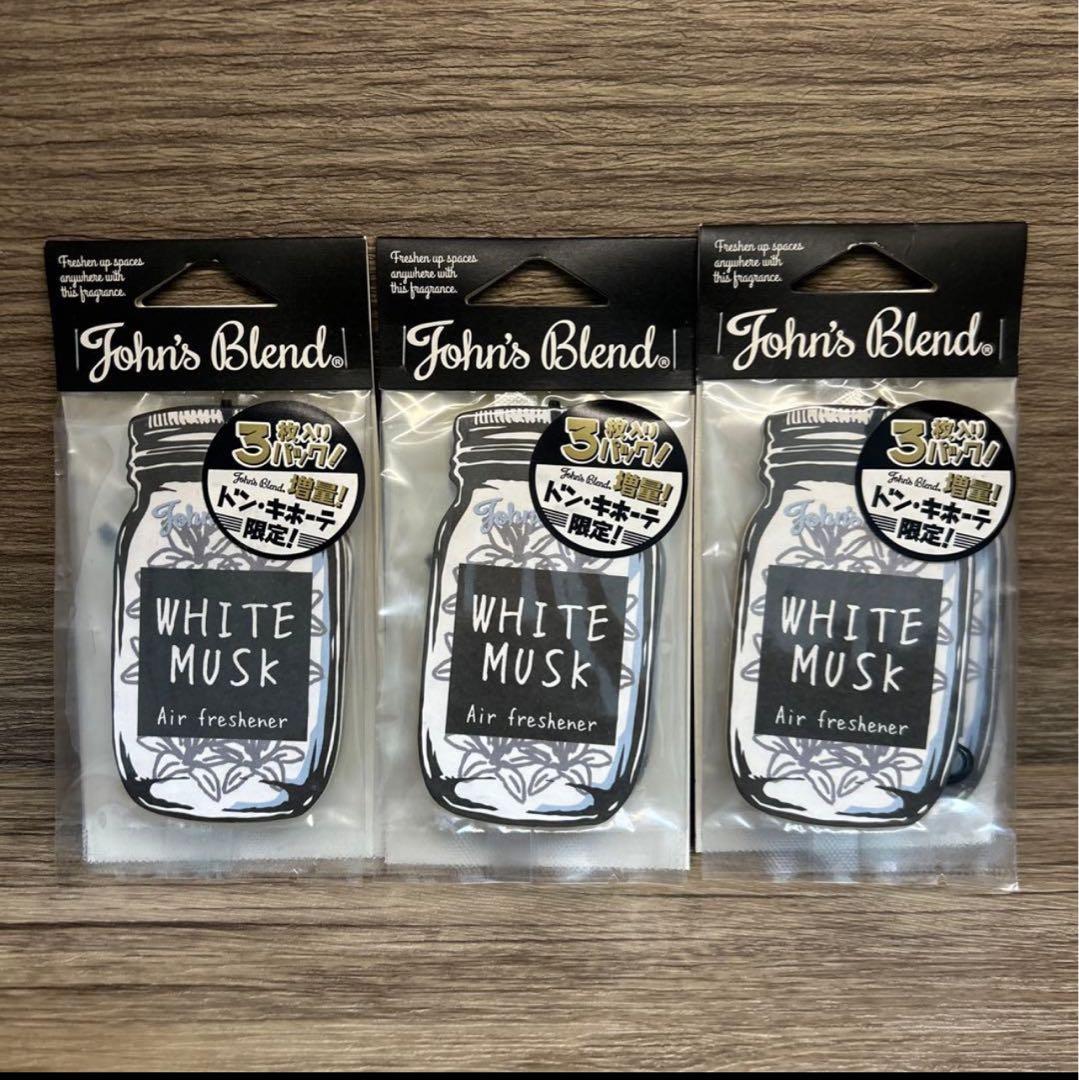 Freshen up spaces
anywhere with
this fragrance.
John's Blend®
3枚入り
パック!
John's Blend. 増量!
ドン・キホーテ
限定!
John
WHITE
MUSK
Air freshener
Freshen up spaces
anywhere with
this fragrance.
John's Blend®
3枚入り
パック!
John's Blend. 増量!
ドン・キホーテ
限定!
John
WHITE
MUSK
Air freshener
Freshen up spaces
anywhere with
this fragrance.
John's Blend®
3枚入り
パック!
John's Blend. 増量!
ドン・キホーテ
限定!
John's
WHITE
MUSK
Air freshener